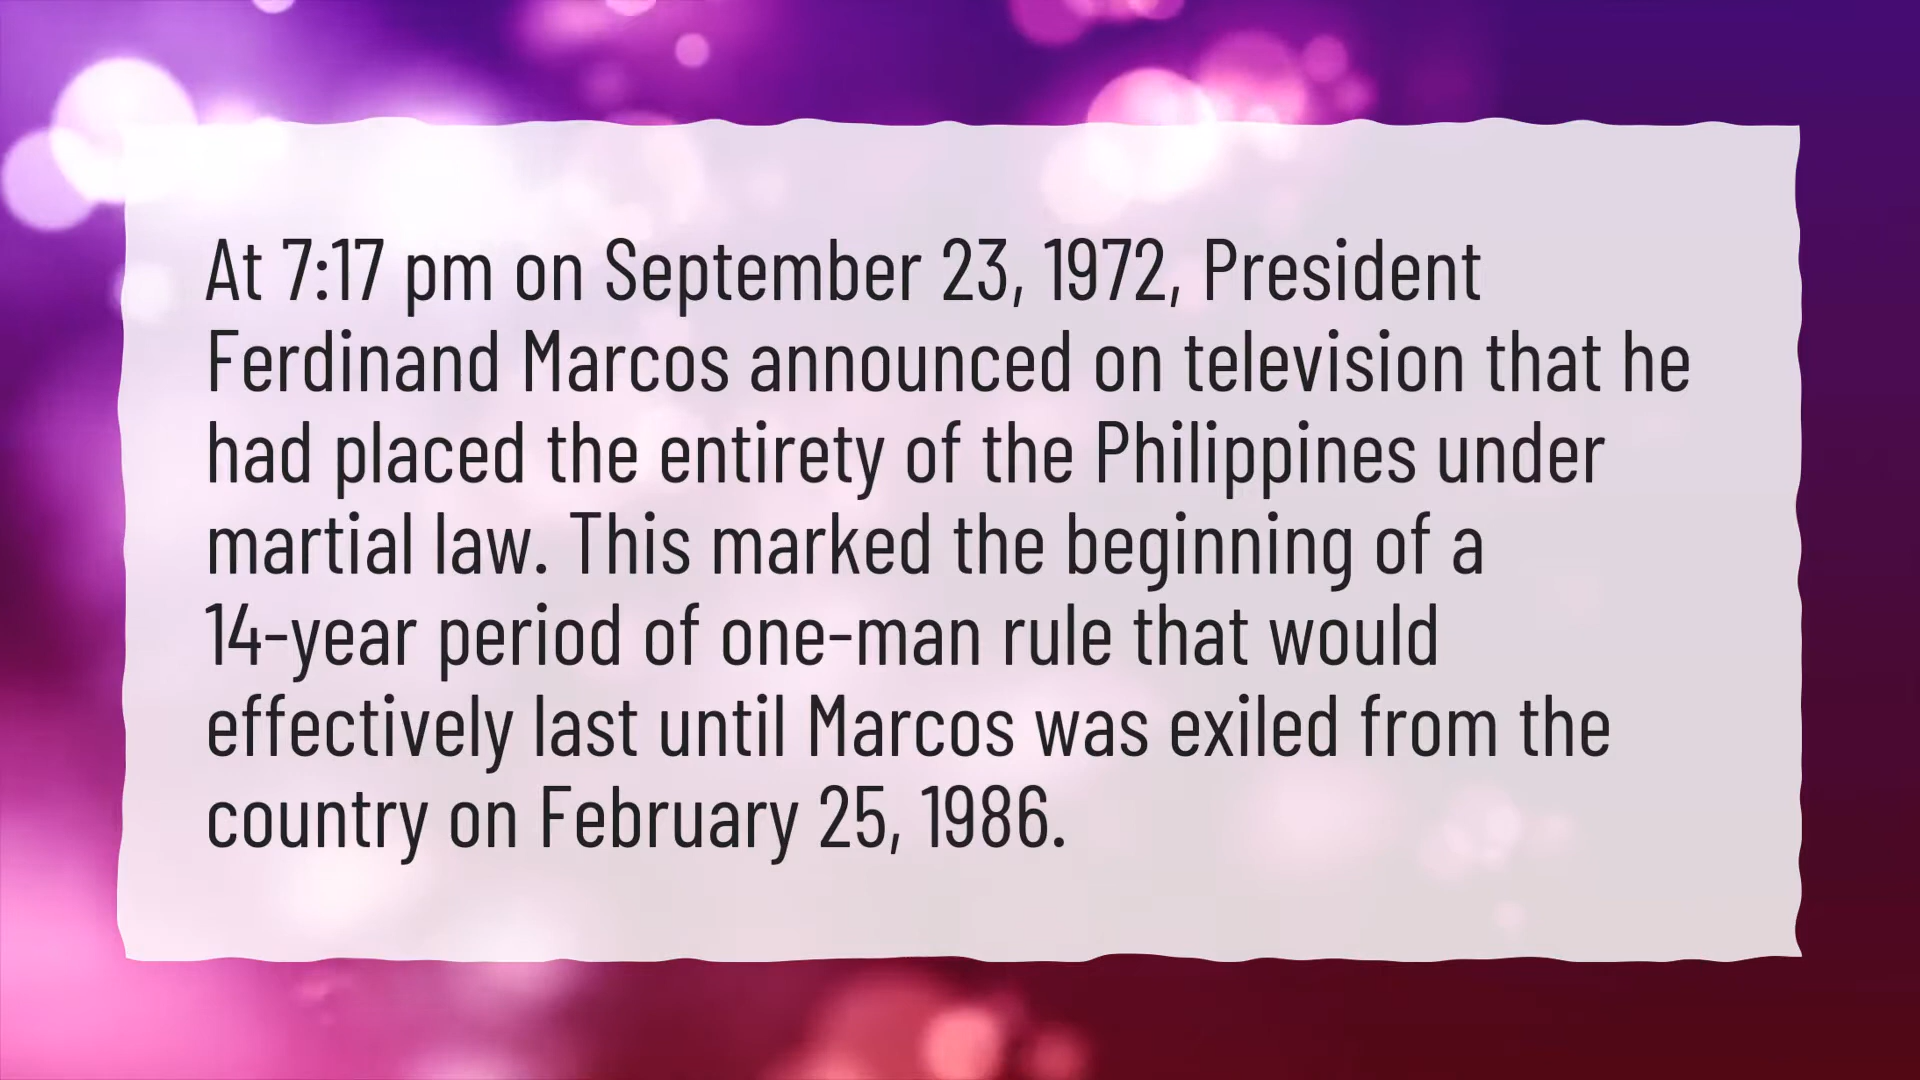 At 7:17 pm on September 23, 1972, President
Ferdinand Marcos announced on television that he
had placed the entirety of the Philippines under
martial law. This marked the beginning of a
14-year period of one-man rule that would
effectively last until Marcos was exiled from the
country on February 25, 1986.